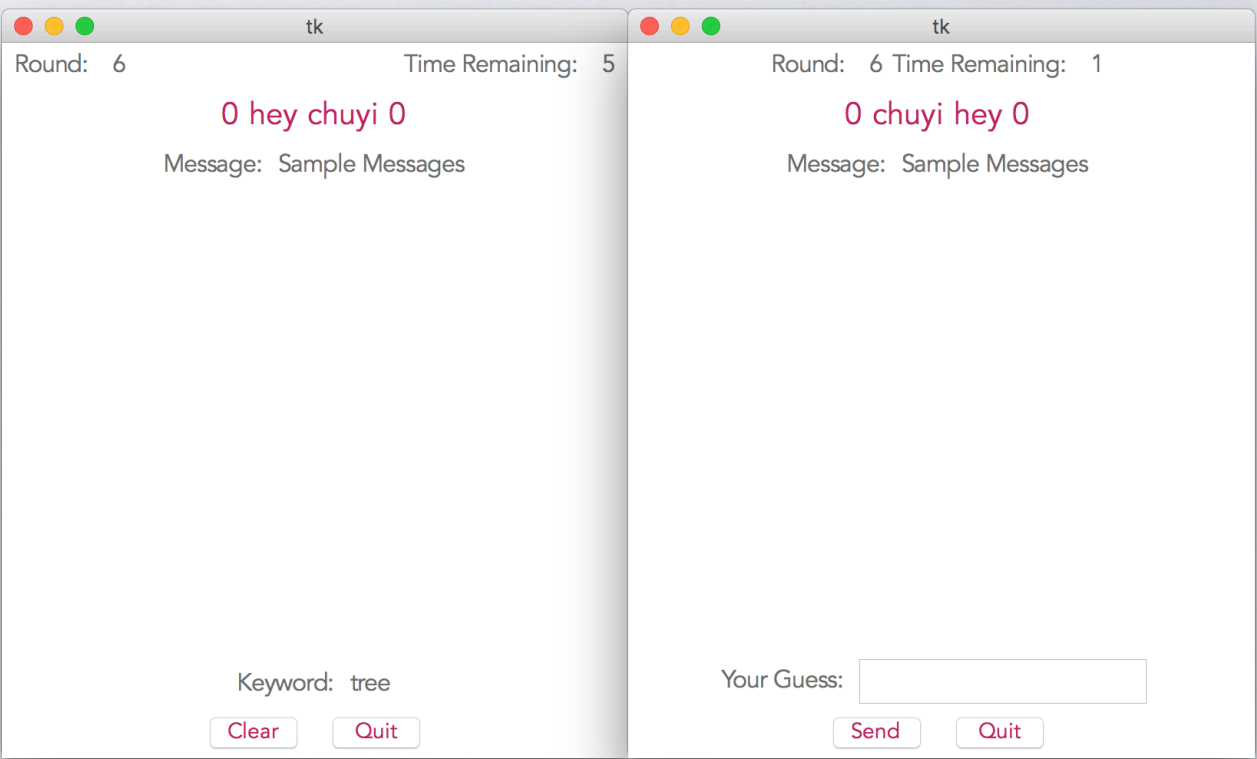 tk
Round: 6 Time Remaining: 5
0 hey chuyi 0
Message: Sample Messages
Keyword: tree
Clear Quit
tk
Round: 6 Time Remaining: 1
0 chuyi hey 0
Message: Sample Messages
Your Guess:
Send Quit